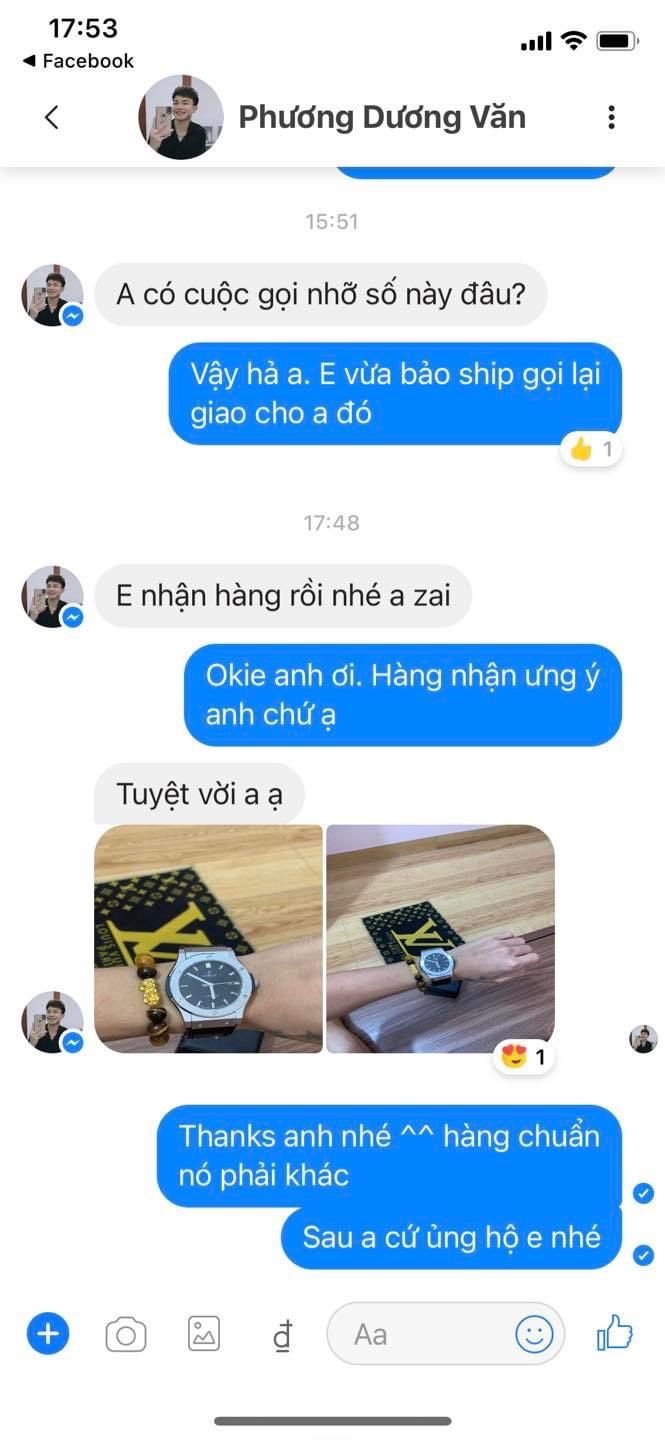 17:53
◀ Facebook
Phương Dương Văn
15:51
A có cuộc gọi nhỡ số này đâu?
Vậy hả a. E vừa bảo ship gọi lại
giao cho a đó
1
17:48
E nhận hàng rồi nhé a zai
Okie anh ơi. Hàng nhận ưng ý
anh chứ ạ
Tuyệt vời a ạ
LOUIS VUITTON
1
Thanks anh nhé ^^ hàng chuẩn
nó phải khác
Sau a cứ ủng hộ e nhé
đ
Aa